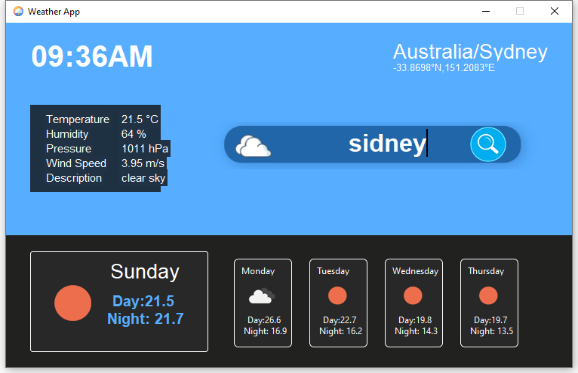 Weather App
09:36AM
Australia/Sydney
-33.8698°N,151.2083°E
Temperature 21.5 °C
Humidity 64 %
Pressure 1011 hPa
Wind Speed 3.95 m/s
Description clear sky
sidney
Sunday
Day:21.5
Night: 21.7
Monday
Day:26.6
Night: 16.9
Tuesday
Day:22.7
Night: 16.2
Wednesday
Day:19.8
Night: 14.3
Thursday
Day:19.7
Night: 13.5